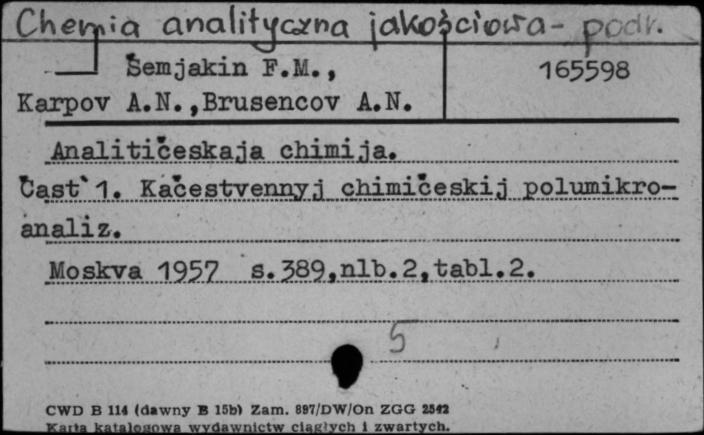 Chemia analityczna jakościowa - podr.
Šemjakin F.M.,
165598
Karpov A.N.,Brusencov A.N.
Analitičeskaja chimija.
Čast`1. Kačestvennyj chimičeskij polumikro-
analiz.
Moskva 1957 s.389,nlb.2,tabl.2.
5
CWD B 114 (dawny B 15b) Zam. 897/DW/On ZGG 2542
Karta katalogowa wydawnictw ciągłych i zwartych.